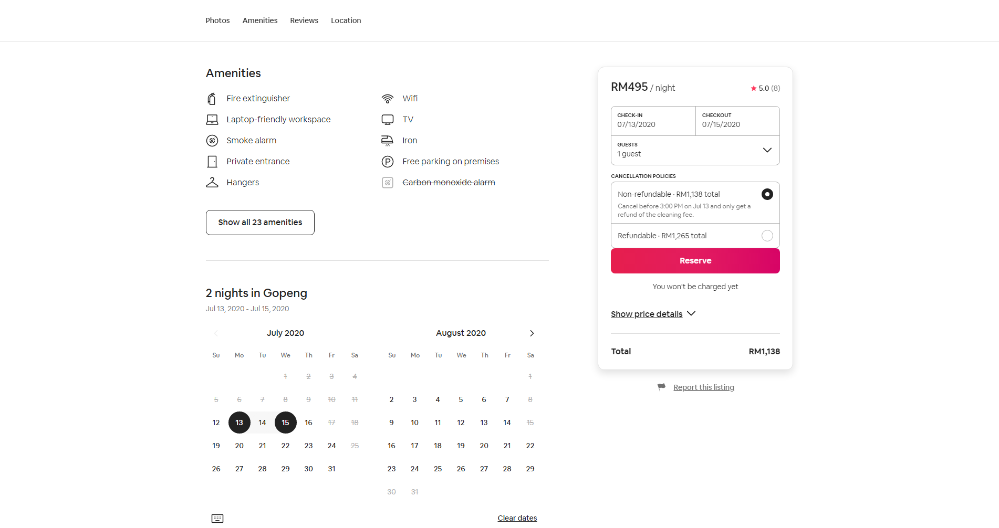 Photos Amenities Reviews Location
Amenities
Fire extinguisher Wifi
Laptop-friendly workspace TV
Smoke alarm Iron
Private entrance Free parking on premises
Hangers Carbon monoxide alarm
Show all 23 amenities
2 nights in Gopeng
Jul 13, 2020 - Jul 15, 2020
July 2020
Su Mo Tu We Th Fr Sa
1 2 3 4
5 6 7 8 9 10 11
12 13 14 15 16 17 18
19 20 21 22 23 24 25
26 27 28 29 30 31
August 2020
Su Mo Tu We Th Fr Sa
1
2 3 4 5 6 7 8
9 10 11 12 13 14 15
16 17 18 19 20 21 22
23 24 25 26 27 28 29
30 31
Clear dates
RM495 / night 5.0 (8)
CHECK-IN CHECKOUT
07/13/2020 07/15/2020
GUESTS
1 guest
CANCELLATION POLICIES
Non-refundable · RM1,138 total
Cancel before 3:00 PM on Jul 13 and only get a
refund of the cleaning fee.
Refundable · RM1,265 total
Reserve
You won't be charged yet
Show price details
Total RM1,138
Report this listing